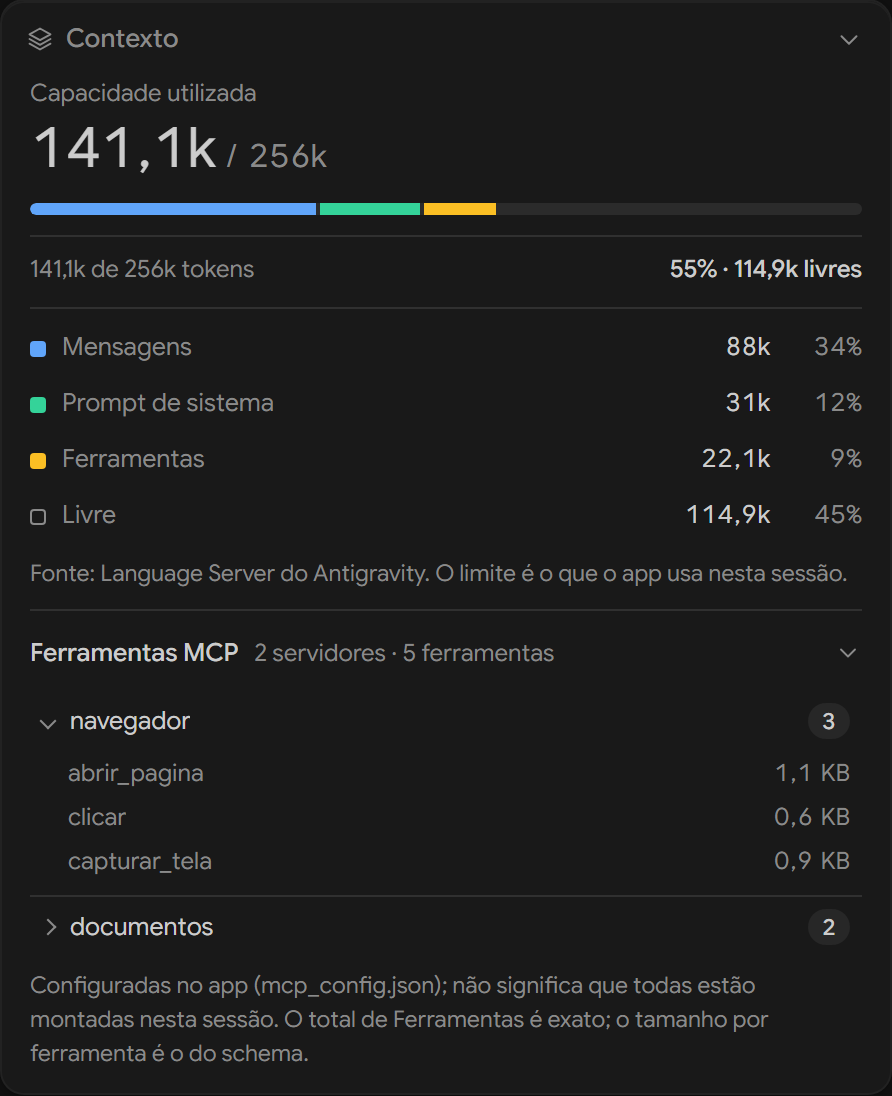 Contexto
Capacidade utilizada
141,1k / 256k
141,1k de 256k tokens 55% · 114,9k livres
Mensagens 88k 34%
Prompt de sistema 31k 12%
Ferramentas 22,1k 9%
Livre 114,9k 45%
Fonte: Language Server do Antigravity. O limite é o que o app usa nesta sessão.
Ferramentas MCP 2 servidores · 5 ferramentas
navegador 3
abrir_pagina 1,1 KB
clicar 0,6 KB
capturar_tela 0,9 KB
documentos 2
Configuradas no app (mcp_config.json); não significa que todas estão
montadas nesta sessão. O total de Ferramentas é exato; o tamanho por
ferramenta é o do schema.